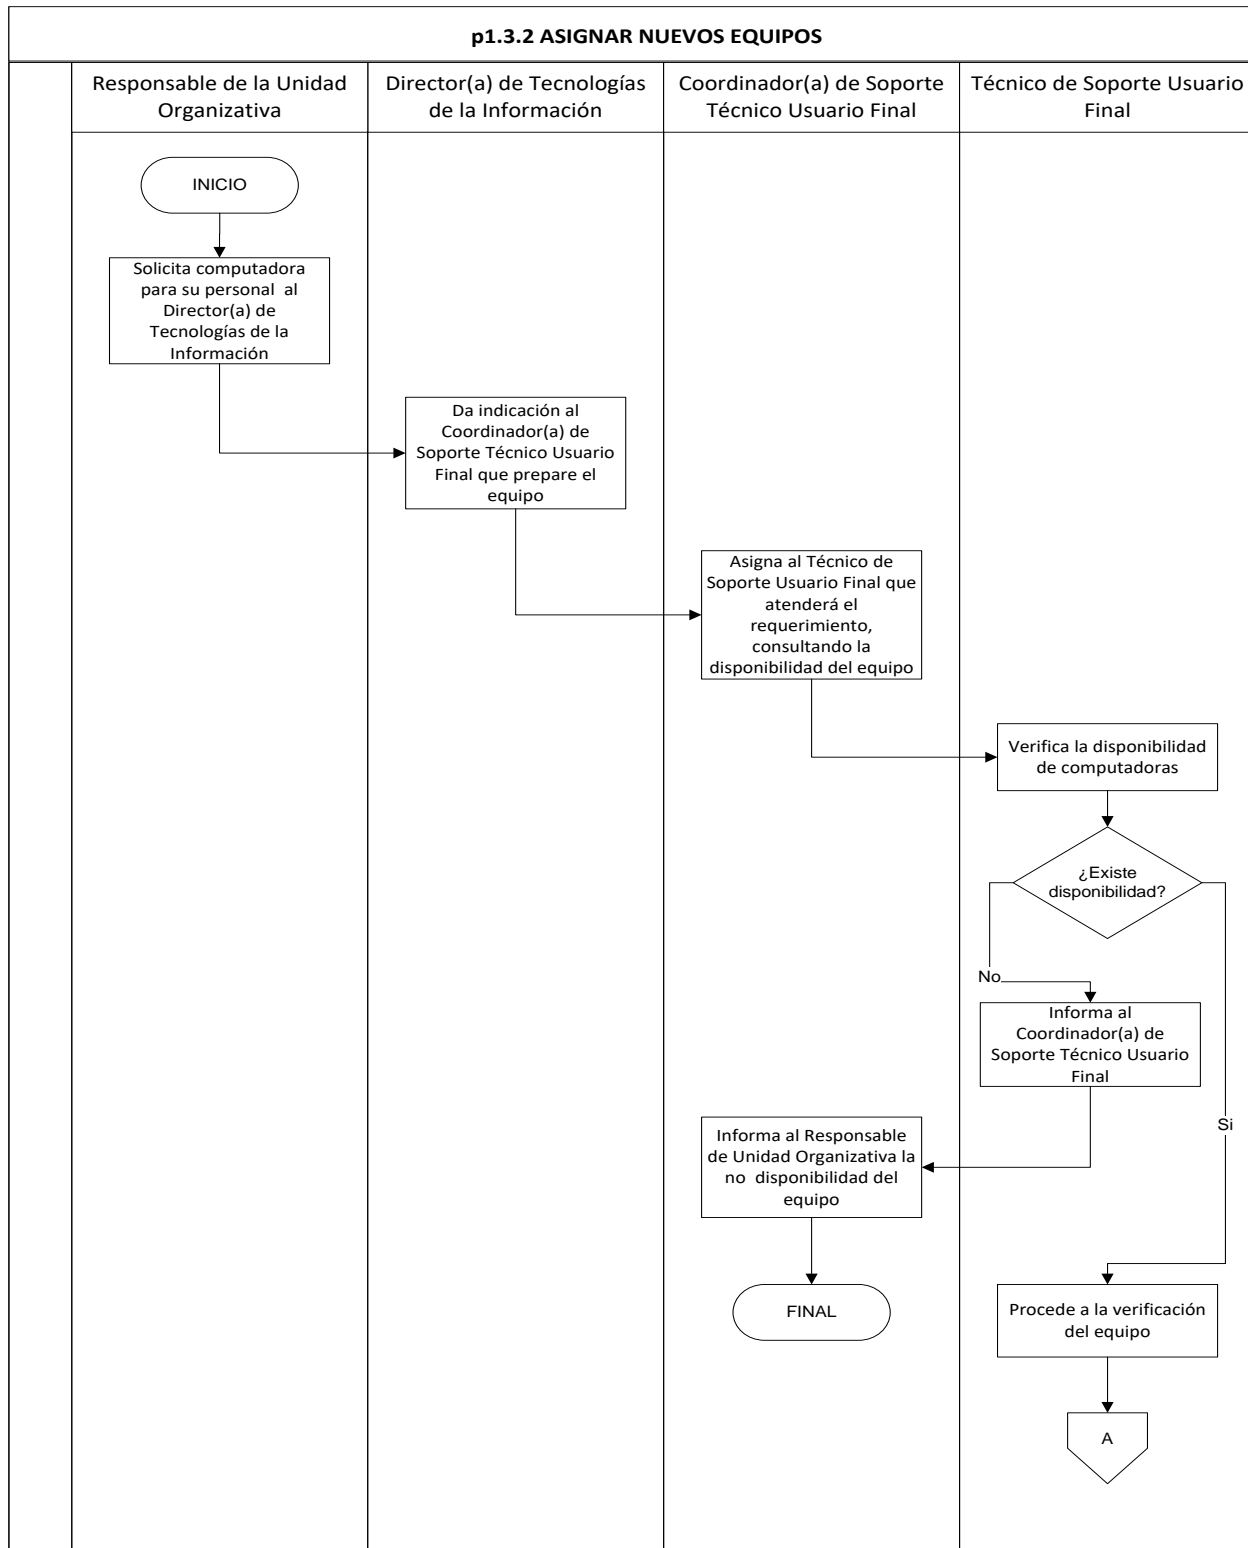 p1.3.2 ASIGNAR NUEVOS EQUIPOS
Responsable de la Unidad
Organizativa
Director(a) de Tecnologías
de la Información
Coordinador(a) de Soporte
Técnico Usuario Final
Técnico de Soporte Usuario
Final
INICIO
Solicita computadora
para su personal al
Director(a) de
Tecnologías de la
Información
Da indicación al
Coordinador(a) de
Soporte Técnico Usuario
Final que prepare el
equipo
Asigna al Técnico de
Soporte Usuario Final que
atenderá el
requerimiento,
consultando la
disponibilidad del equipo
Verifica la disponibilidad
de computadoras
¿Existe
disponibilidad?
No
Informa al
Coordinador(a) de
Soporte Técnico Usuario
Final
Si
Informa al Responsable
de Unidad Organizativa la
no disponibilidad del
equipo
FINAL
Procede a la verificación
del equipo
A